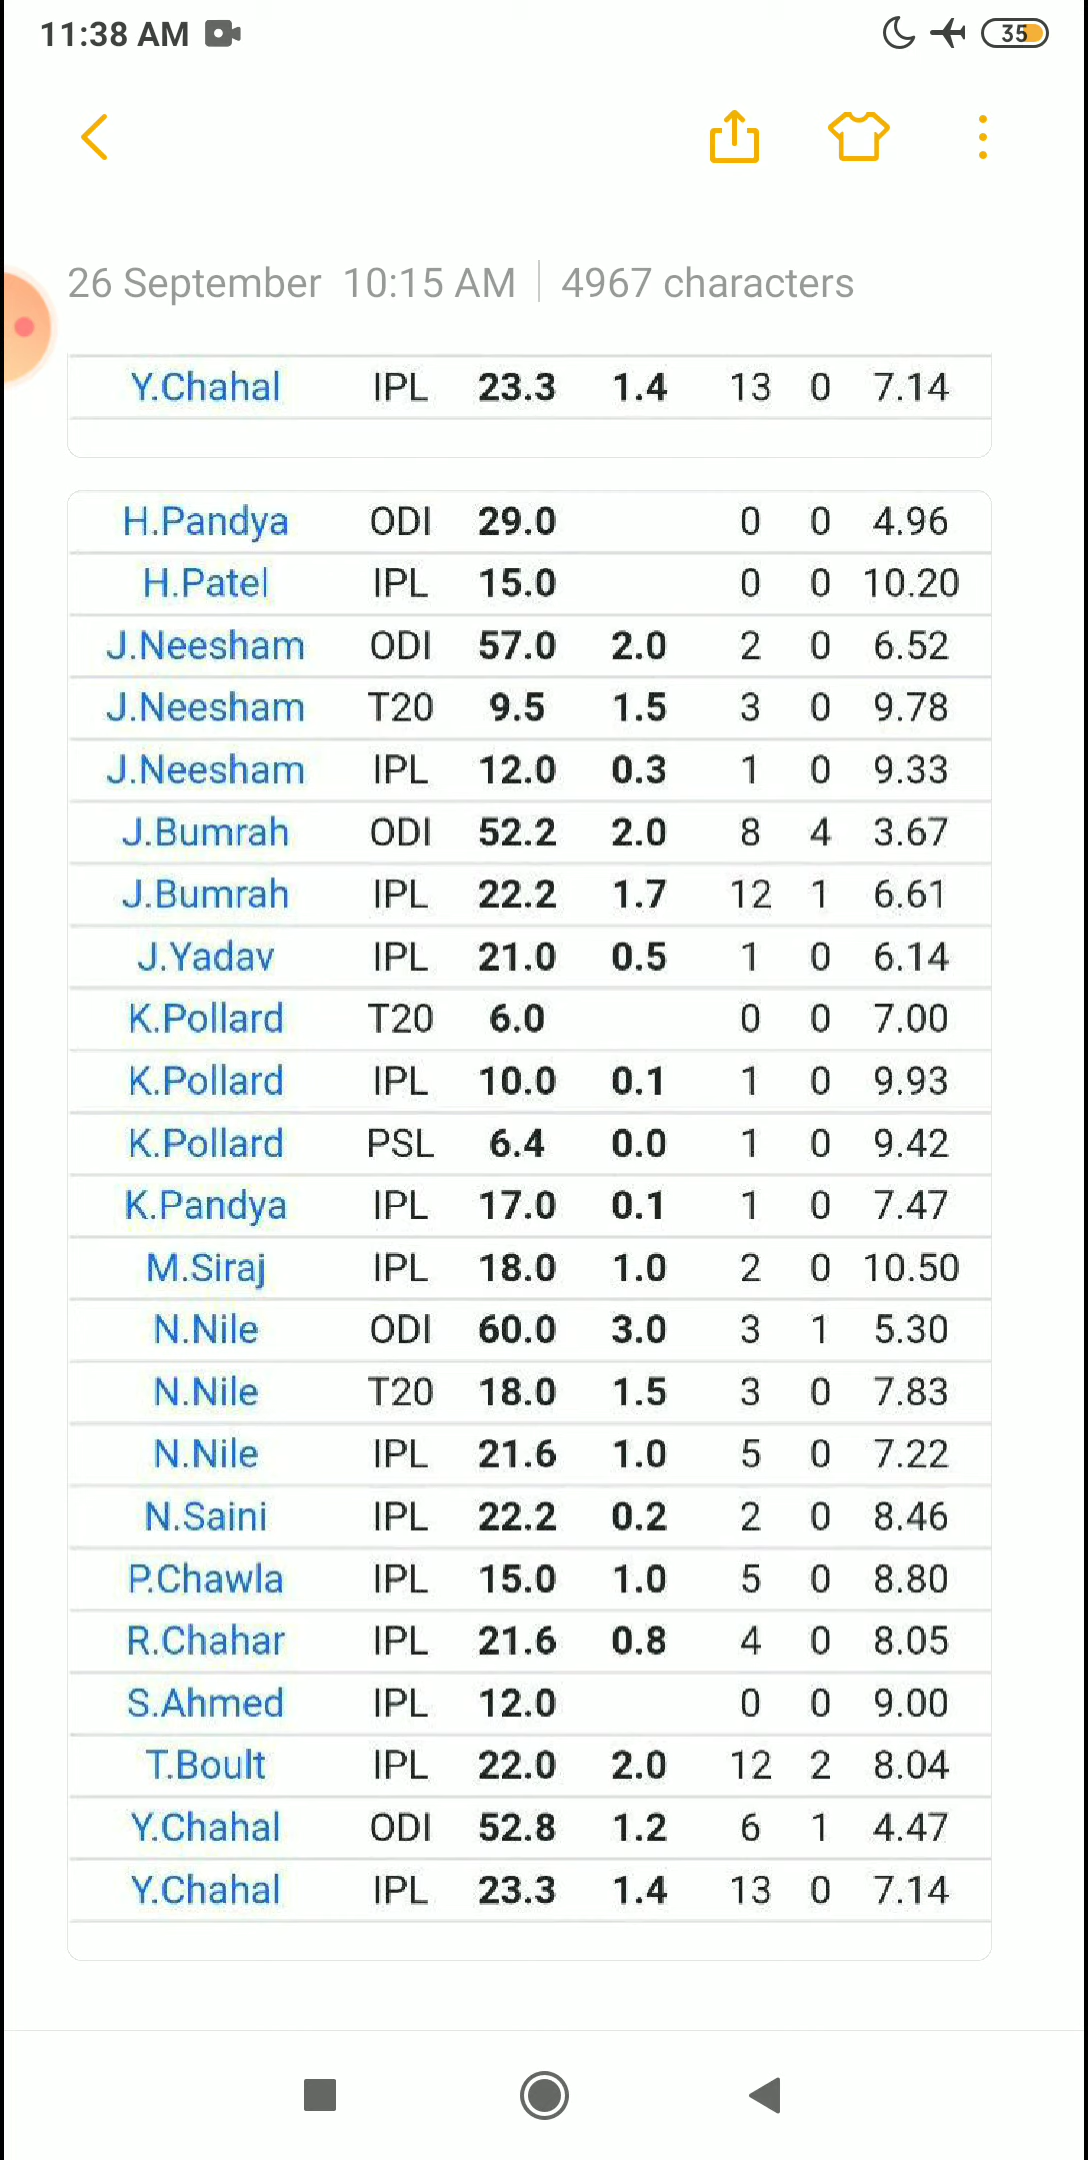 11:38 AM 35
26 September 10:15 AM 4967 characters
Y.Chahal IPL 23.3 1.4 13 0 7.14
H.Pandya ODI 29.0 0 0 4.96
H.Patel IPL 15.0 0 0 10.20
J.Neesham ODI 57.0 2.0 2 0 6.52
J.Neesham T20 9.5 1.5 3 0 9.78
J.Neesham IPL 12.0 0.3 1 0 9.33
J.Bumrah ODI 52.2 2.0 8 4 3.67
J.Bumrah IPL 22.2 1.7 12 1 6.61
J.Yadav IPL 21.0 0.5 1 0 6.14
K.Pollard T20 6.0 0 0 7.00
K.Pollard IPL 10.0 0.1 1 0 9.93
K.Pollard PSL 6.4 0.0 1 0 9.42
K.Pandya IPL 17.0 0.1 1 0 7.47
M.Siraj IPL 18.0 1.0 2 0 10.50
N.Nile ODI 60.0 3.0 3 1 5.30
N.Nile T20 18.0 1.5 3 0 7.83
N.Nile IPL 21.6 1.0 5 0 7.22
N.Saini IPL 22.2 0.2 2 0 8.46
P.Chawla IPL 15.0 1.0 5 0 8.80
R.Chahar IPL 21.6 0.8 4 0 8.05
S.Ahmed IPL 12.0 0 0 9.00
T.Boult IPL 22.0 2.0 12 2 8.04
Y.Chahal ODI 52.8 1.2 6 1 4.47
Y.Chahal IPL 23.3 1.4 13 0 7.14